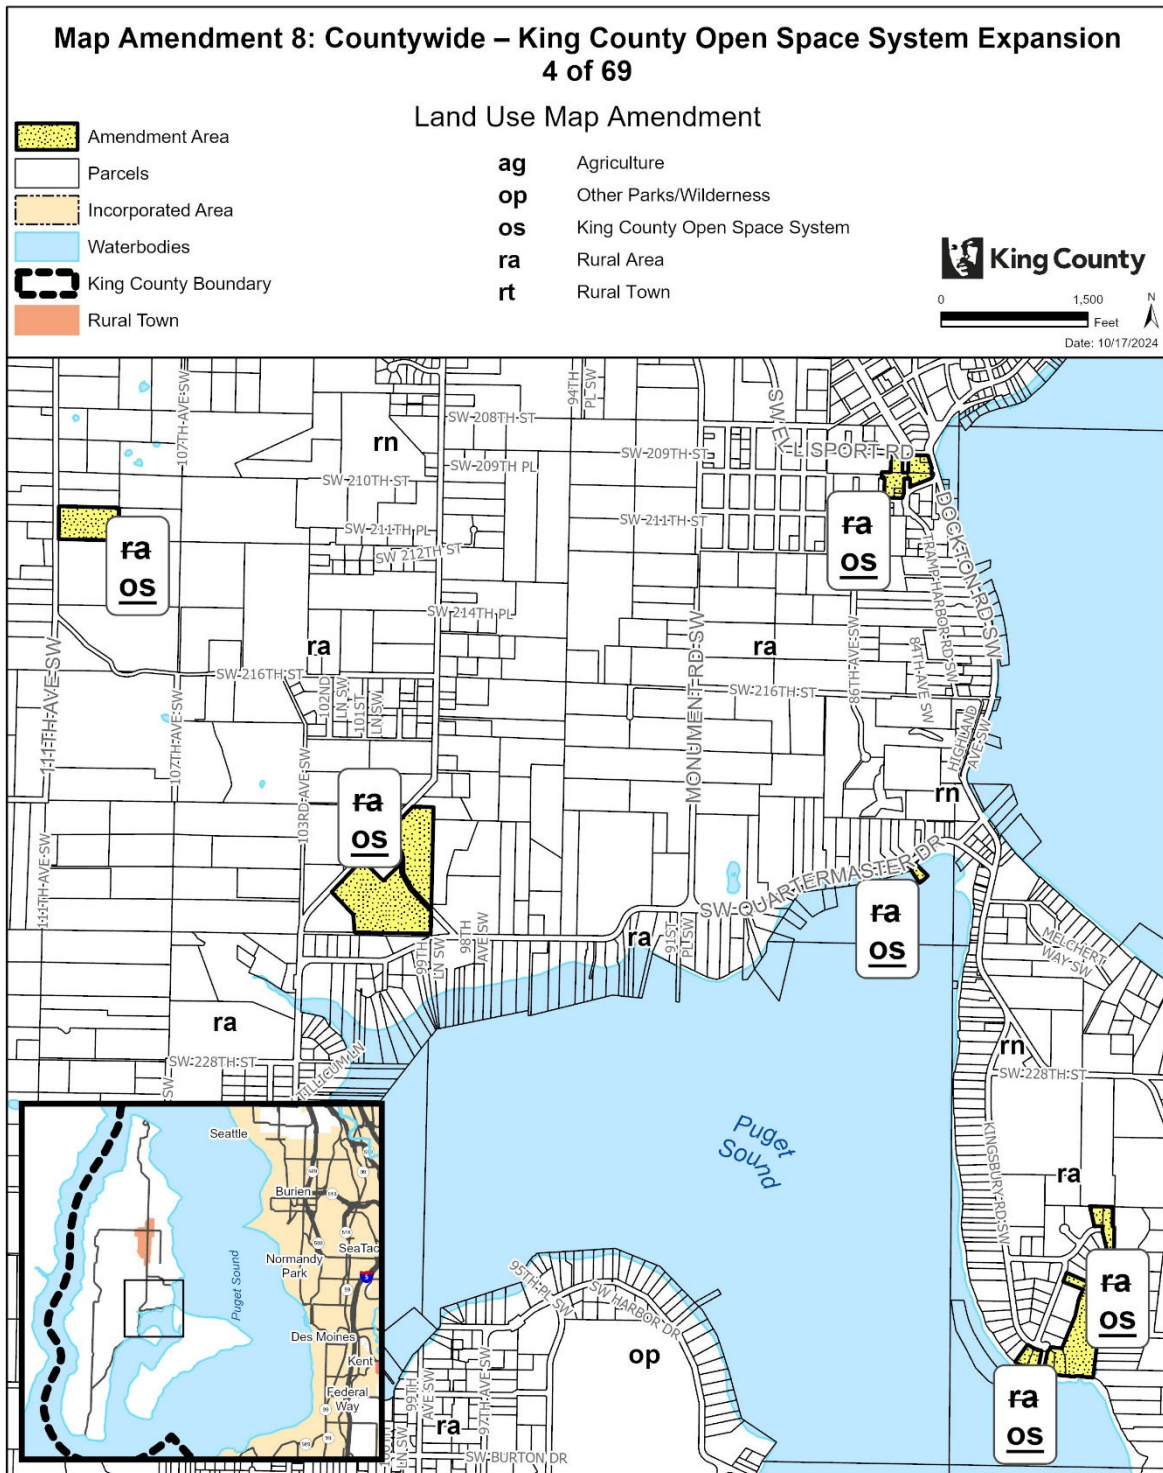 Map Amendment 8: Countywide – King County Open Space System Expansion
4 of 69
Land Use Map Amendment
Amendment Area
Parcels
Incorporated Area
Waterbodies
King County Boundary
Rural Town
ag Agriculture
op Other Parks/Wilderness
os King County Open Space System
ra Rural Area
rt Rural Town
King County
0 1,500
Feet
N
Date: 10/17/2024
107TH AVE SW
94TH
PL SW
SW 208TH ST
SW ELLISPORT RD
rn
SW 209TH PL
SW 209TH ST
SW 210TH ST
SW 211TH PL
SW 211TH ST
SW 212TH ST
ra
os
ra
os
DOCKTON RD SW
TRAMP HARBOR RD SW
SW 214TH PL
111TH AVE SW
ra
ra
MONUMENT RD SW
86TH AVE SW
84TH AVE SW
SW 216TH ST
SW 216TH ST
102ND
LN SW
101ST
LN SW
107TH AVE SW
103RD AVE SW
HIGHLAND
AVE SW
rn
ra
os
111TH AVE SW
SW QUARTERMASTER DR
ra
os
99TH
LN SW
98TH
AVE SW
ra
91ST
PL SW
MELCHERT
WAY SW
ra
rn
SW 228TH ST
SW 228TH ST
TILLICUM LN
SW
Puget
Sound
KINGSBURY RD SW
ra
ra
os
ra
os
95TH PL SW
SW HARBOR DR
op
99TH
AVE SW
97TH AVE SW
ra
LN SW
SW BURTON DR
Seattle
Burien
Normandy
Park
SeaTac
Puget Sound
Des Moines
Kent
Federal
Way